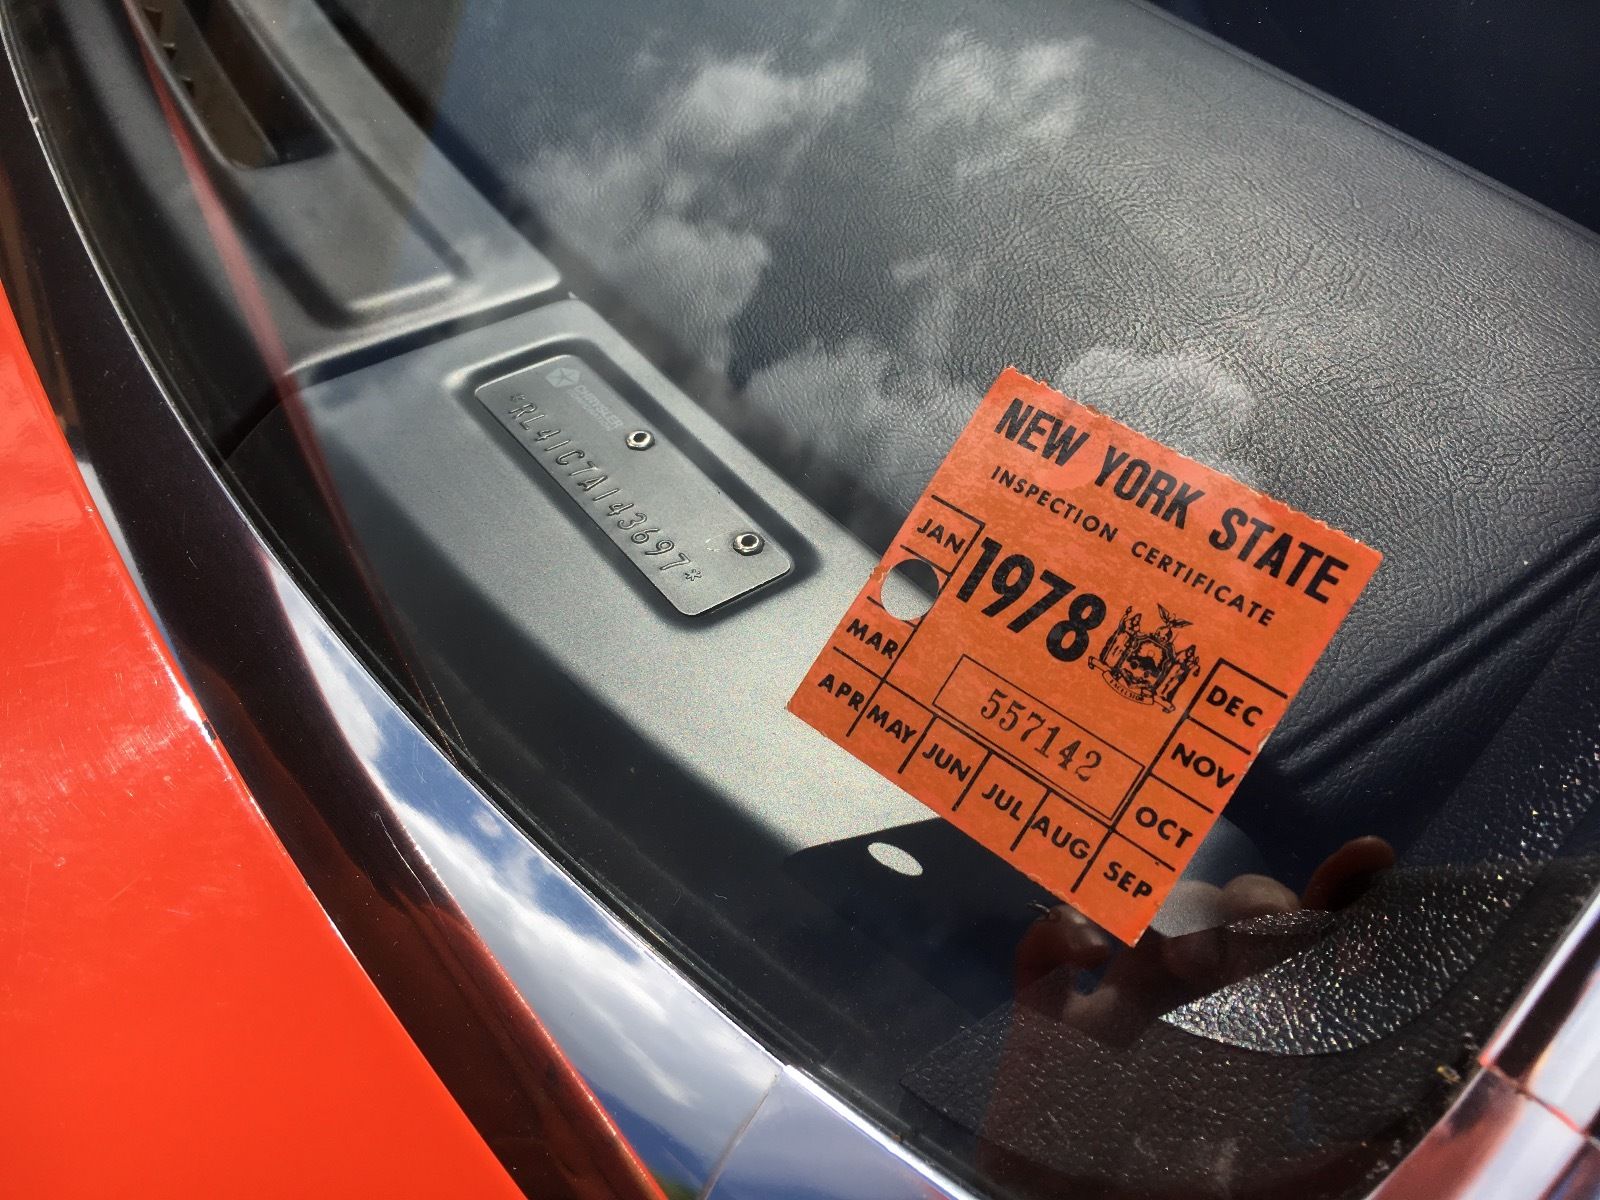 CHRYSLER
*RL41C7A143697*
NEW YORK STATE
INSPECTION CERTIFICATE
1978
EXCELSIOR
557142
JAN
MAR
APR
MAY
JUN
JUL
AUG
SEP
OCT
NOV
DEC